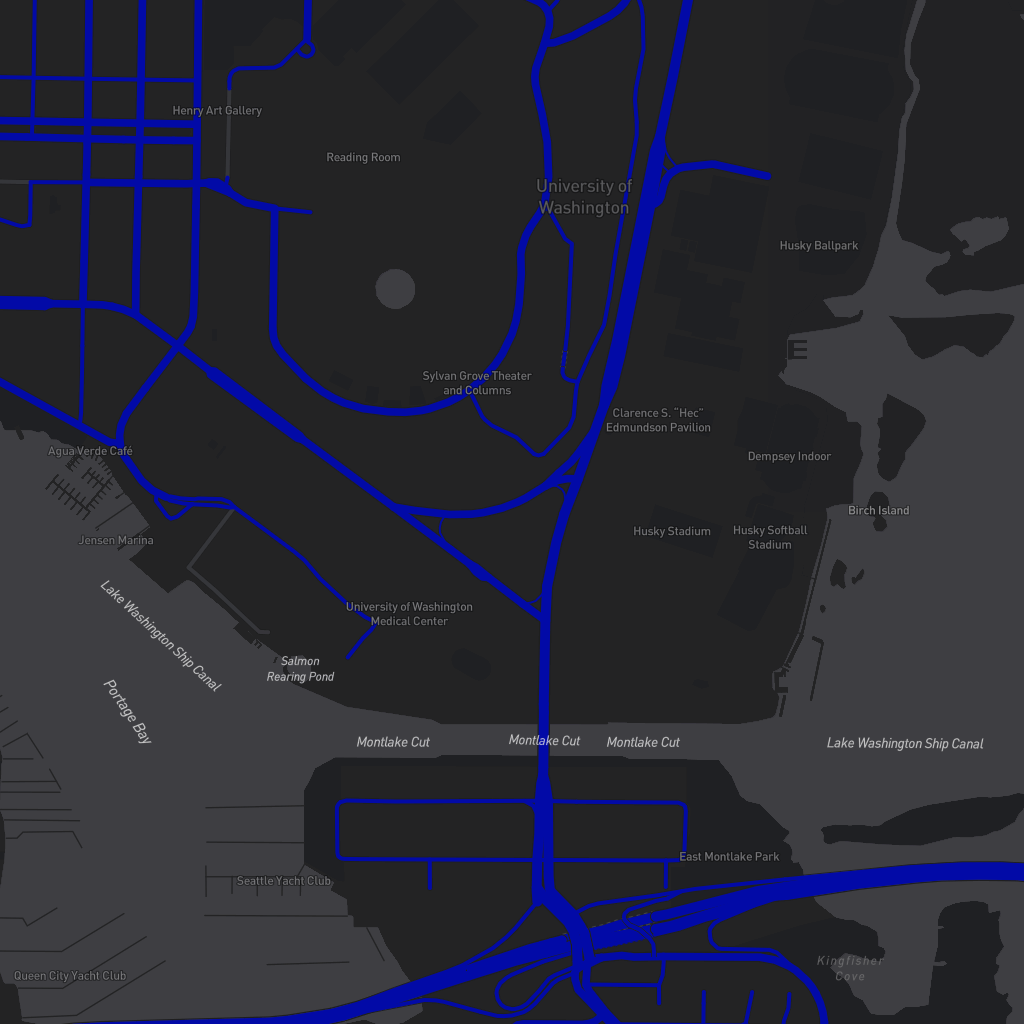 Henry Art Gallery
Reading Room
University of
Washington
Husky Ballpark
Sylvan Grove Theater
and Columns
Clarence S. “Hec”
Edmundson Pavilion
Agua Verde Café
Dempsey Indoor
Birch Island
Jensen Marina
Husky Stadium
Husky Softball
Stadium
Lake Washington Ship Canal
University of Washington
Medical Center
Salmon
Rearing Pond
Portage Bay
Montlake Cut
Montlake Cut
Montlake Cut
Lake Washington Ship Canal
East Montlake Park
Seattle Yacht Club
Kingfisher
Cove
Queen City Yacht Club